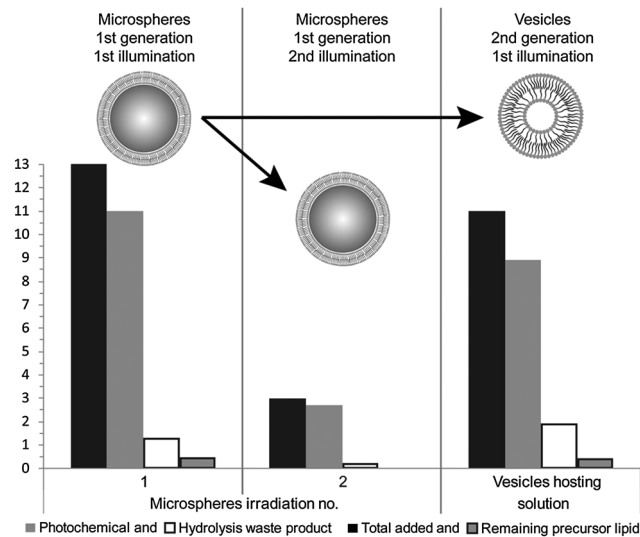 Microspheres
1st generation
1st illumination
Microspheres
1st generation
2nd illumination
Vesicles
2nd generation
1st illumination
13
12
11
10
9
8
7
6
5
4
3
2
1
0
1
2
Vesicles hosting
solution
Microspheres irradiation no.
Photochemical and Hydrolysis waste product Total added and Remaining precursor lipid